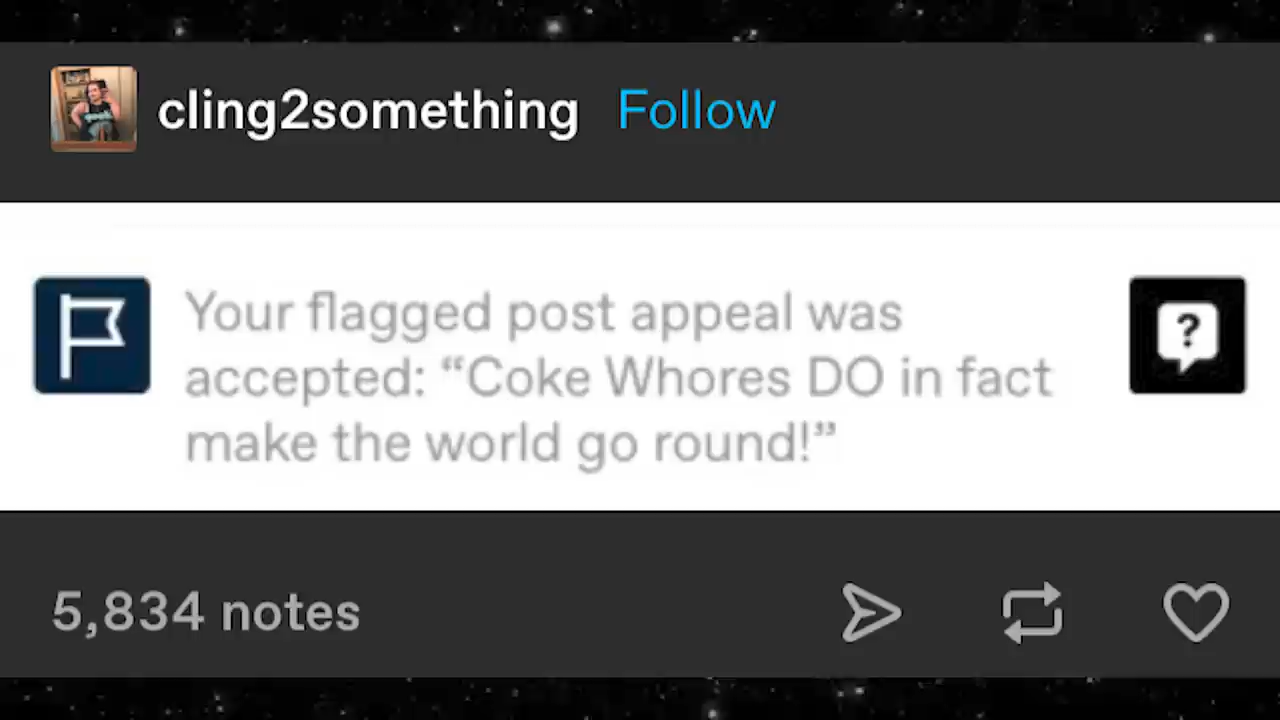 cling2something Follow
Your flagged post appeal was
accepted: “Coke Whores DO in fact
make the world go round!”
?
5,834 notes